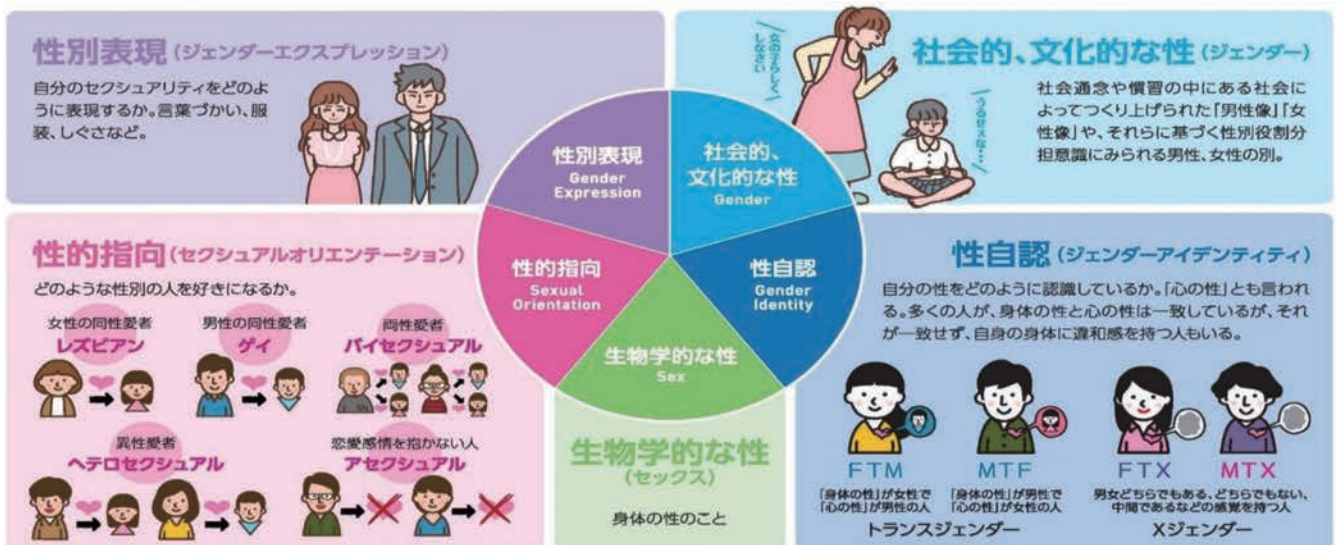 性別表現(ジェンダーエクスプレッション)
自分のセクシュアリティをどのよ
うに表現するか。言葉づかい、服
装、しぐさなど。
女の子らしく
しなさい
うるせぇな…
社会的、文化的な性(ジェンダー)
社会通念や慣習の中にある社会に
よってつくり上げられた「男性像」「女
性像」や、それらに基づく性別役割分
担意識にみられる男性、女性の別。
性別表現
Gender
Expression
社会的、
文化的な性
Gender
性的指向
Sexual
Orientation
性自認
Gender
Identity
生物学的な性
Sex
性的指向(セクシュアルオリエンテーション)
どのような性別の人を好きになるか。
女性の同性愛者
レズビアン
男性の同性愛者
ゲイ
両性愛者
バイセクシュアル
異性愛者
ヘテロセクシュアル
恋愛感情を抱かない人
アセクシュアル
生物学的な性
(セックス)
身体の性のこと
性自認(ジェンダーアイデンティティ)
自分の性をどのように認識しているか。「心の性」とも言われ
る。多くの人が、身体の性と心の性は一致しているが、それ
が一致せず、自身の身体に違和感を持つ人もいる。
FTM
「身体の性」が女性で
「心の性」が男性の人
MTF
「身体の性」が男性で
「心の性」が女性の人
トランスジェンダー
FTX
MTX
男女どちらでもある、どちらでもない、
中間であるなどの感覚を持つ人
Xジェンダー